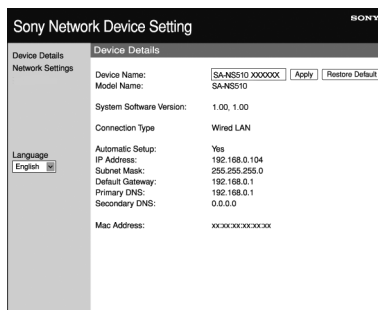 Sony Network Device Setting
SONY
Device Details
Network Settings
Language
English
Device Details
Device Name: SA-NS510 XXXXXX Apply Restore Default
Model Name: SA-NS510
System Software Version: 1.00, 1.00
Connection Type Wired LAN
Automatic Setup: Yes
IP Address: 192.168.0.104
Subnet Mask: 255.255.255.0
Default Gateway: 192.168.0.1
Primary DNS: 192.168.0.1
Secondary DNS: 0.0.0.0
Mac Address: xx:xx:xx:xx:xx:xx